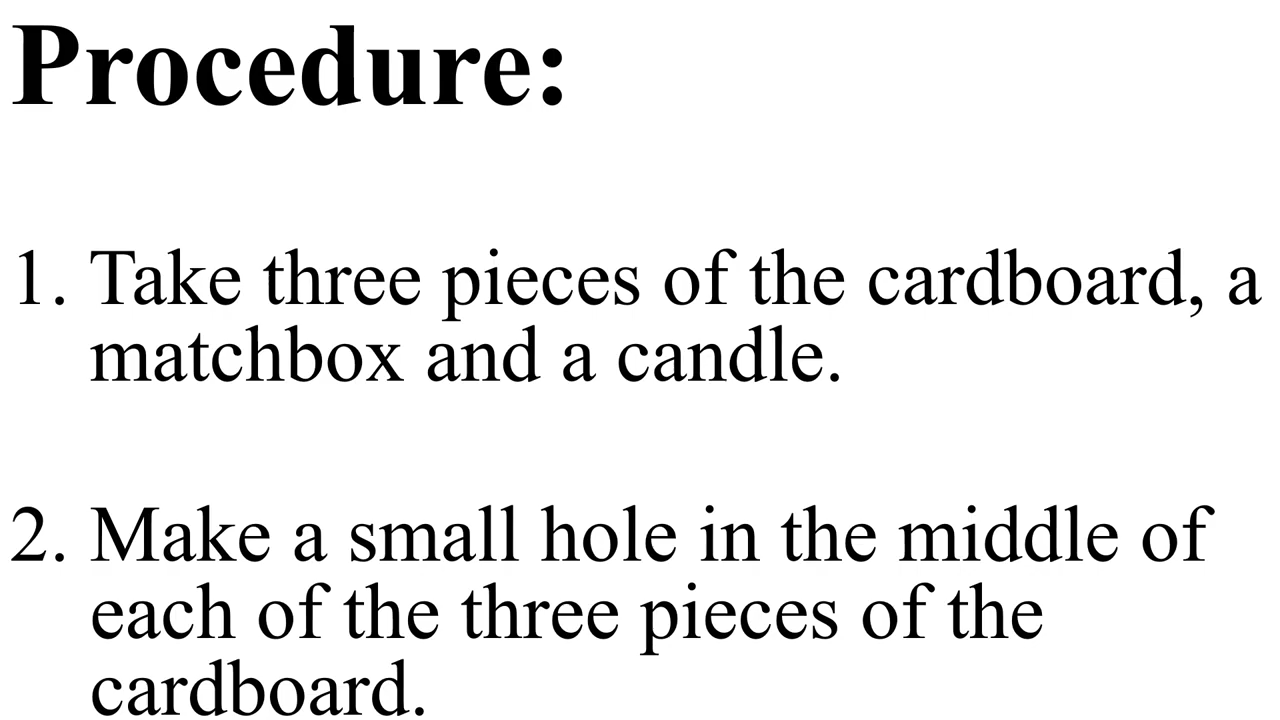 Procedure:
1. Take three pieces of the cardboard, a
matchbox and a candle.
2. Make a small hole in the middle of
each of the three pieces of the
cardboard.